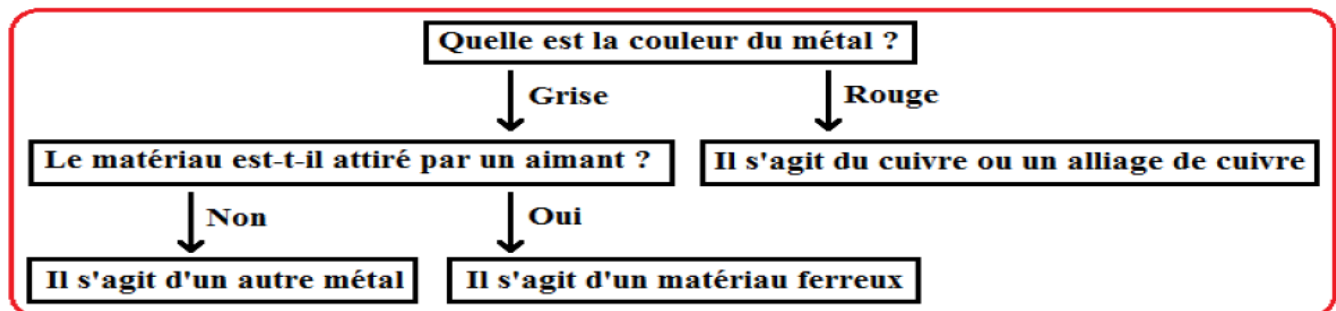 Quelle est la couleur du métal ?
Grise
Rouge
Le matériau est-t-il attiré par un aimant ?
Il s'agit du cuivre ou un alliage de cuivre
Non
Oui
Il s'agit d'un autre métal
Il s'agit d'un matériau ferreux